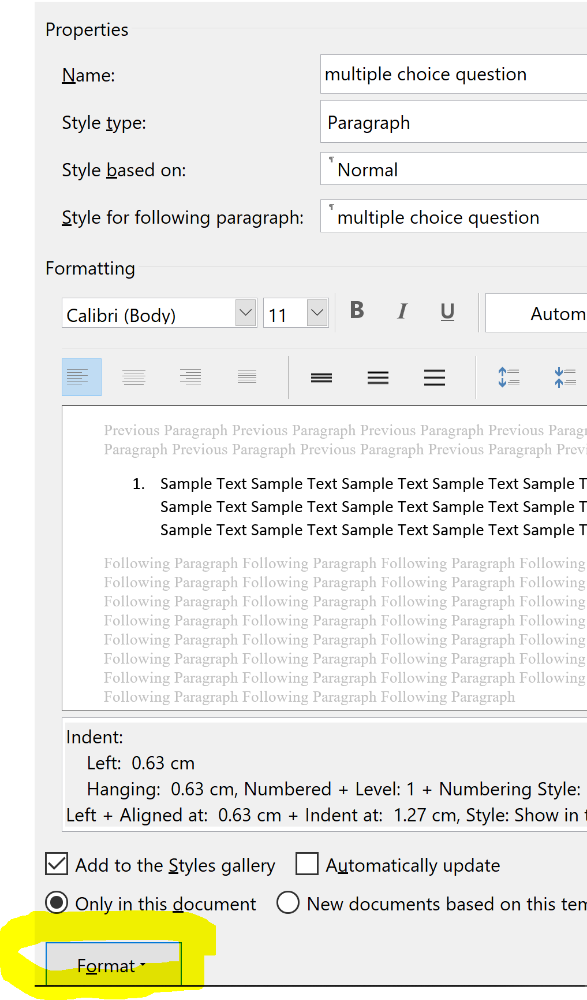 Properties
Name: multiple choice question
Style type: Paragraph
Style based on: ¶ Normal
Style for following paragraph: ¶ multiple choice question
Formatting
Calibri (Body) 11 B I U Autom
Previous Paragraph Previous Paragraph Previous Paragraph Previous Paragr
Paragraph Previous Paragraph Previous Paragraph Previous Paragraph Previ
1. Sample Text Sample Text Sample Text Sample Text Sample T
Sample Text Sample Text Sample Text Sample Text Sample T
Sample Text Sample Text Sample Text Sample Text Sample T
Following Paragraph Following Paragraph Following Paragraph Following
Following Paragraph Following Paragraph Following Paragraph Following
Following Paragraph Following Paragraph Following Paragraph Following
Following Paragraph Following Paragraph Following Paragraph Following
Following Paragraph Following Paragraph Following Paragraph Following
Following Paragraph Following Paragraph Following Paragraph Following
Following Paragraph Following Paragraph Following Paragraph Following
Following Paragraph Following Paragraph Following Paragraph
Indent:
Left: 0.63 cm
Hanging: 0.63 cm, Numbered + Level: 1 + Numbering Style:
Left + Aligned at: 0.63 cm + Indent at: 1.27 cm, Style: Show in t
Add to the Styles gallery Automatically update
Only in this document New documents based on this tem
Format